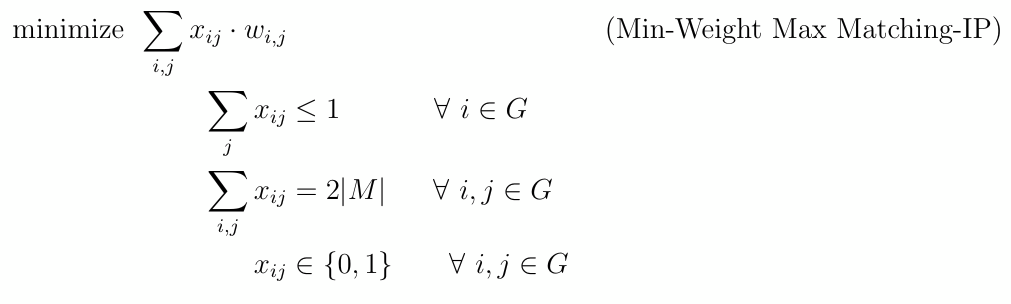 minimize ∑_{i,j} x_{ij} · w_{i,j} (Min-Weight Max Matching-IP)
∑_j x_{ij} ≤ 1 ∀ i ∈ G
∑_{i,j} x_{ij} = 2|M| ∀ i, j ∈ G
x_{ij} ∈ {0, 1} ∀ i, j ∈ G